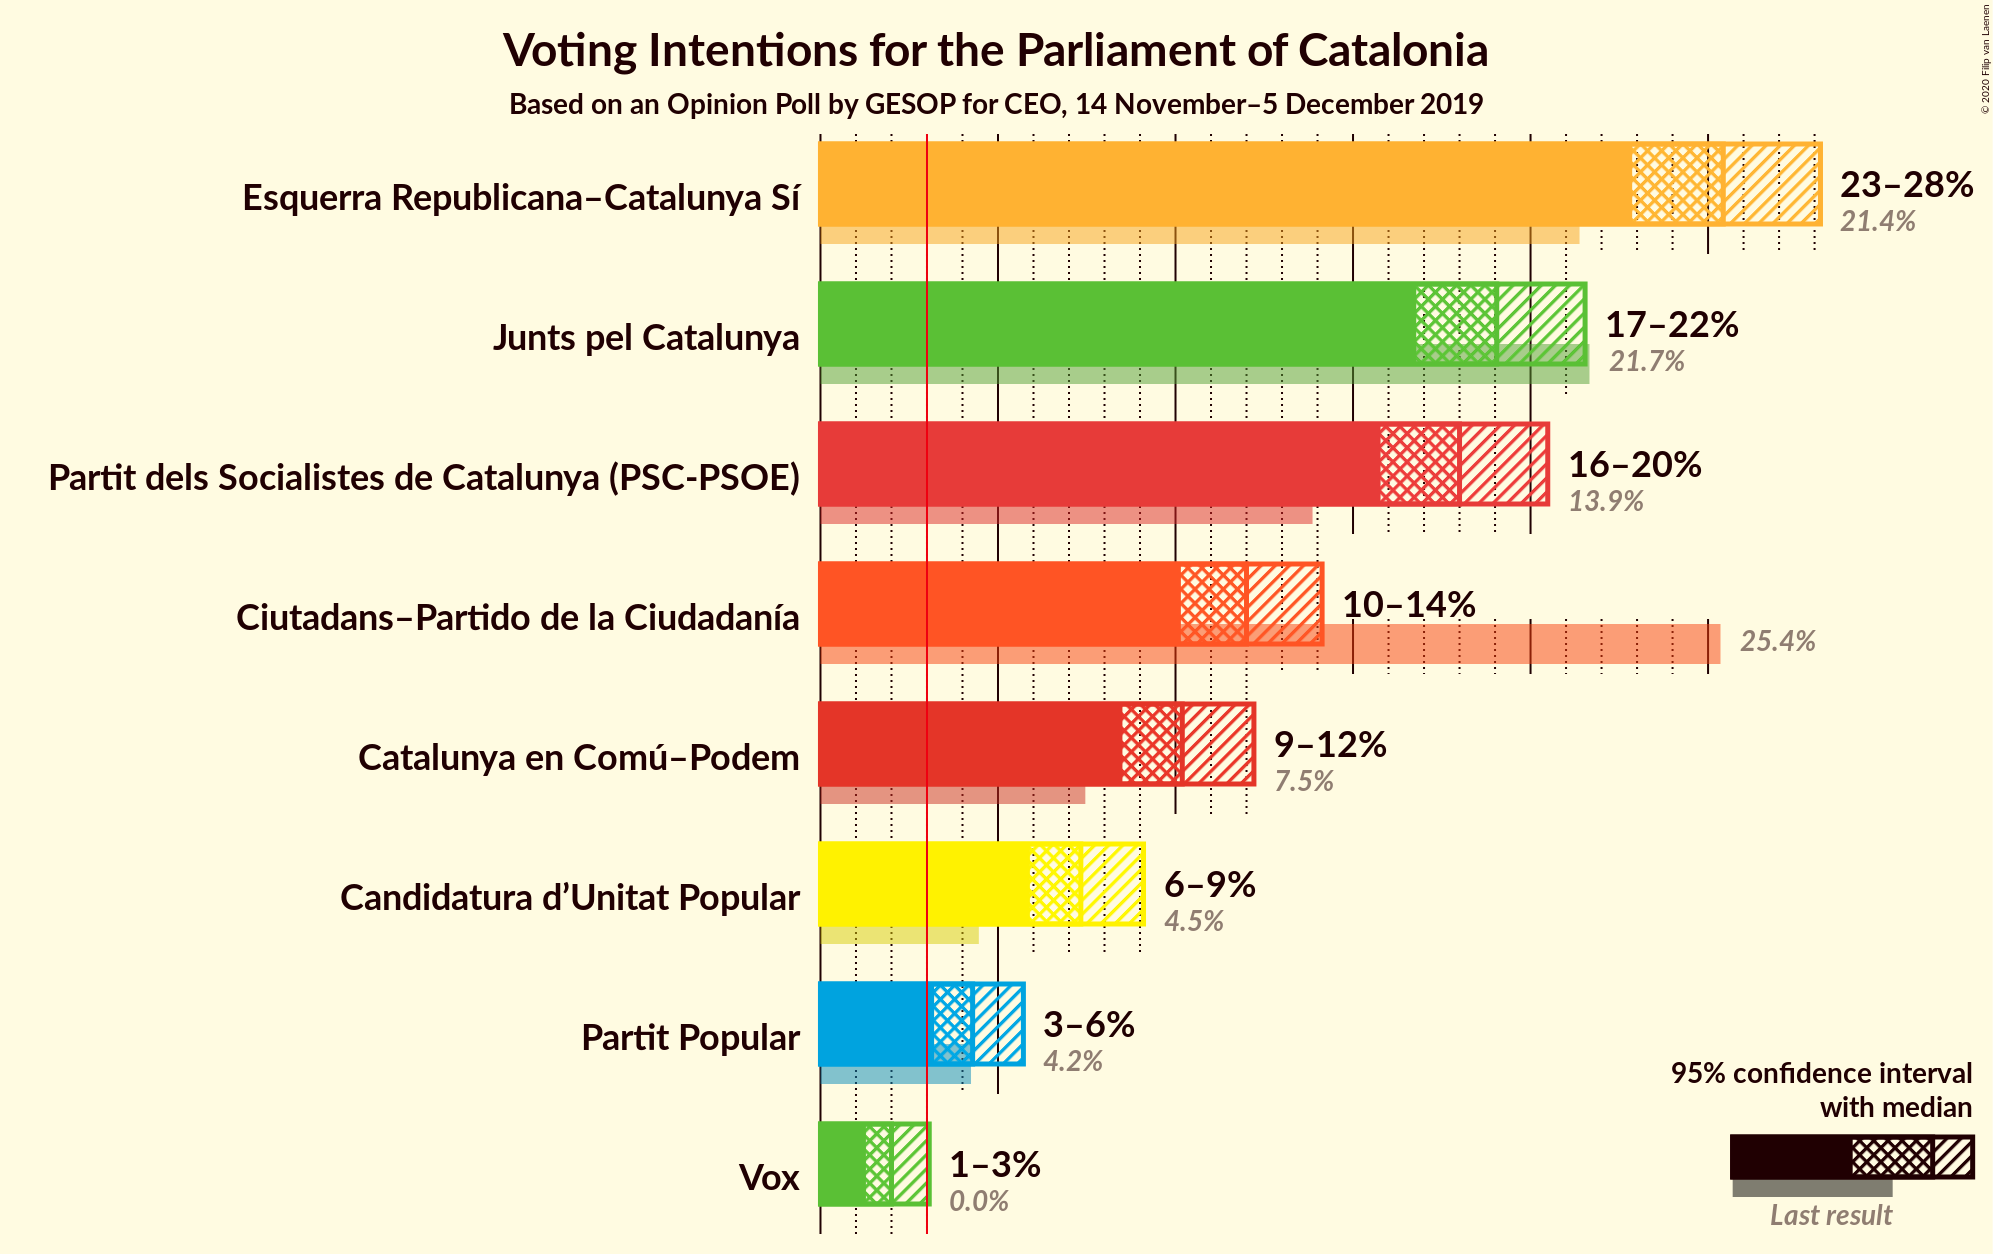 Voting Intentions for the Parliament of Catalonia
Based on an Opinion Poll by GESOP for CEO, 14 November–5 December 2019
© 2020 Filip van Laenen
Esquerra Republicana–Catalunya Sí
23–28%
21.4%
Junts pel Catalunya
17–22%
21.7%
Partit dels Socialistes de Catalunya (PSC-PSOE)
16–20%
13.9%
Ciutadans–Partido de la Ciudadanía
10–14%
25.4%
Catalunya en Comú–Podem
9–12%
7.5%
Candidatura d’Unitat Popular
6–9%
4.5%
Partit Popular
3–6%
4.2%
Vox
1–3%
0.0%
95% confidence interval
with median
Last result